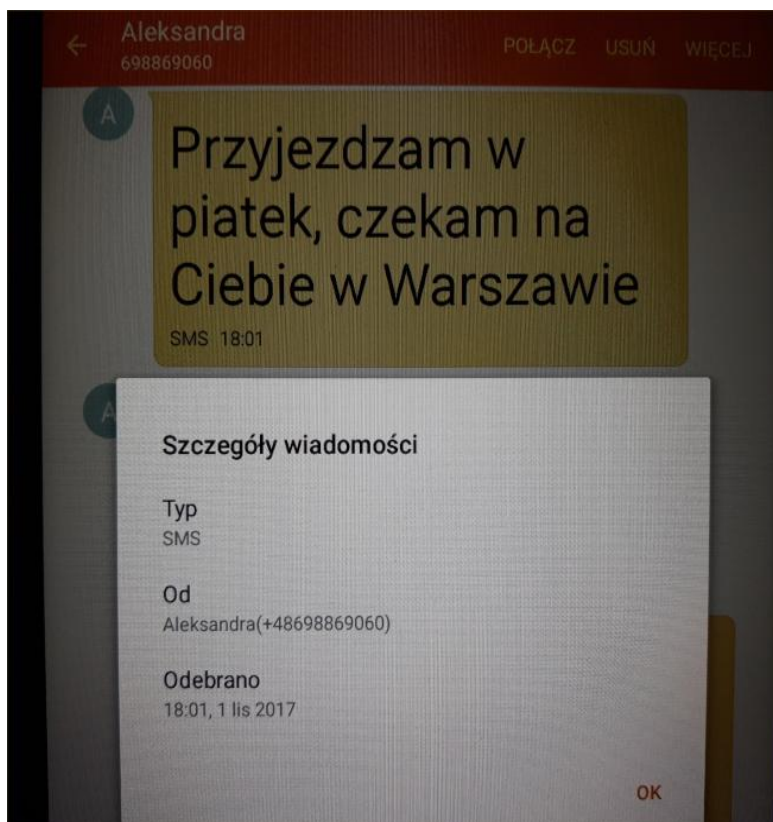 Aleksandra
698869060
POŁĄCZ USUŃ WIĘCEJ
A
Przyjezdzam w
piatek, czekam na
Ciebie w Warszawie
SMS 18:01
A
Szczegóły wiadomości
Typ
SMS
Od
Aleksandra(+48698869060)
Odebrano
18:01, 1 lis 2017
OK